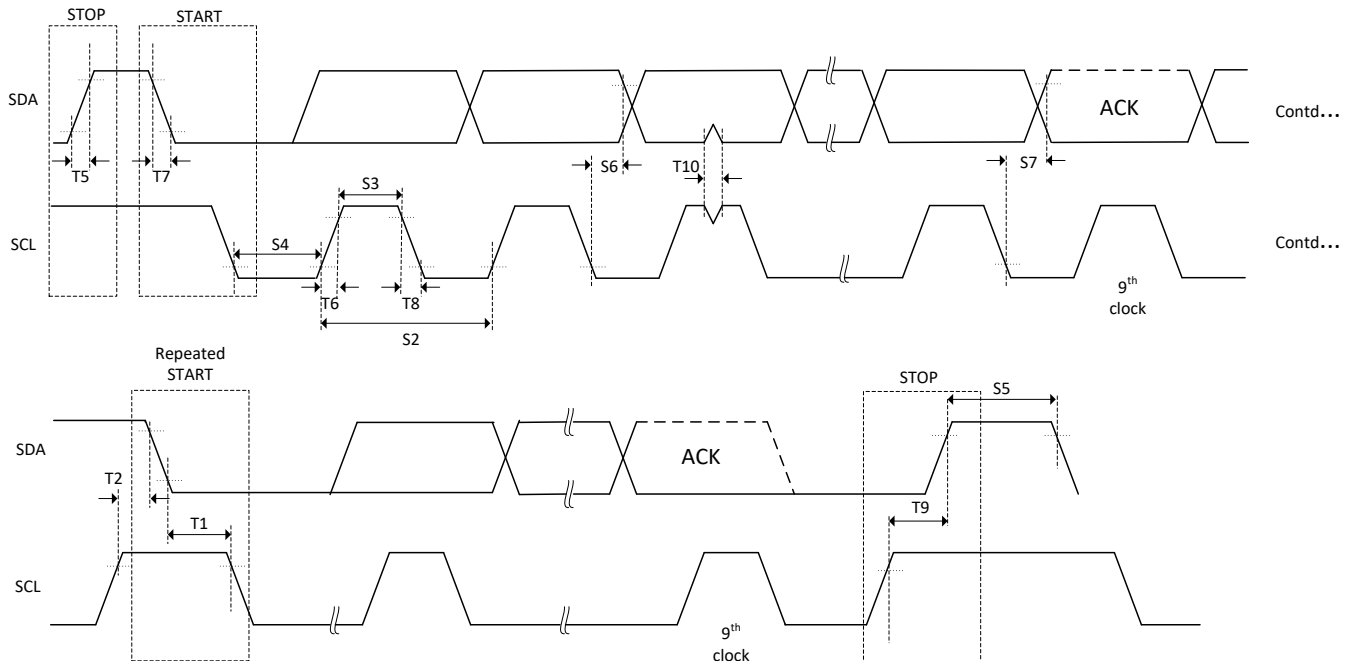 STOP
START
SDA
ACK
Contd...
T5
T7
S6
T10
S7
S3
SCL
S4
Contd...
T6
T8
9th
clock
S2
Repeated
START
STOP
S5
SDA
ACK
T2
T9
T1
SCL
9th
clock